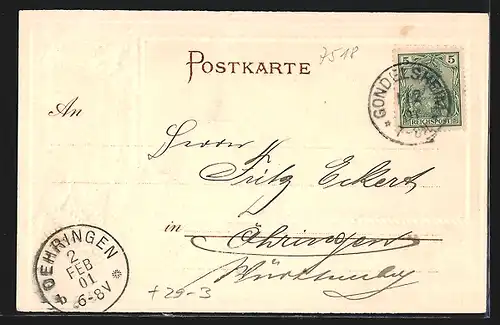 7518
POSTKARTE
5 5
REICHSPOST
GONDELSHEIM
An
Herrn
Fritz Eckert
in Öhringen
Württemberg
OEHRINGEN
2
FEB
01
6-8V
b
+ 29-3